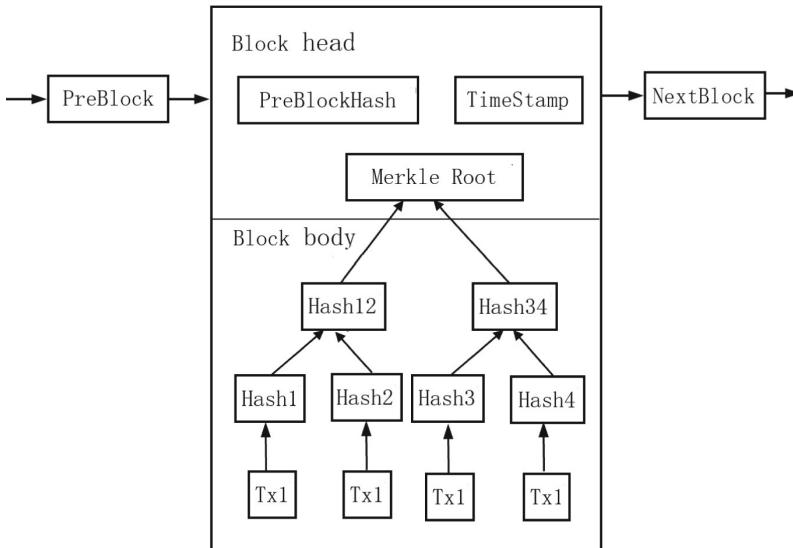 Block head
PreBlock
PreBlockHash
TimeStamp
NextBlock
Merkle Root
Block body
Hash12
Hash34
Hash1
Hash2
Hash3
Hash4
Tx1
Tx1
Tx1
Tx1